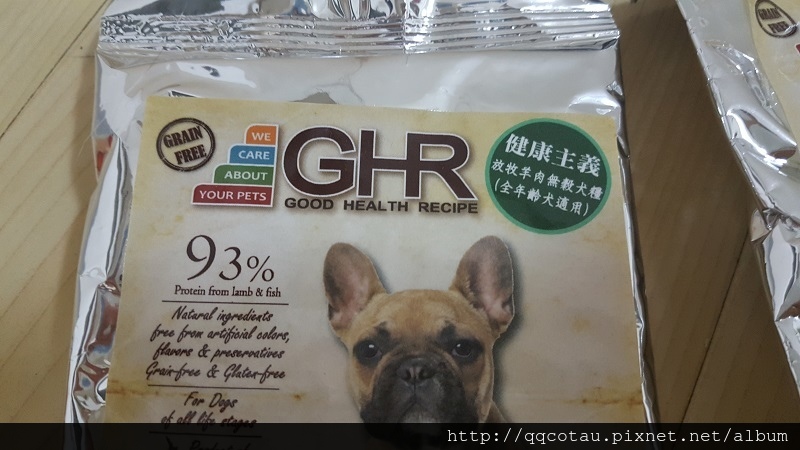 GRAIN
FREE
WE
CARE
ABOUT
YOUR PETS
GHR
GOOD HEALTH RECIPE
健康主義
放牧羊肉無穀犬糧
(全年齡犬適用)
93%
Protein from lamb & fish
Natural ingredients
free from artificial colors,
flavors & preservatives
Grain-free & Gluten-free
For Dogs
of all life stages
GRAIN
FREE
http://qqcotau.pixnet.net/album